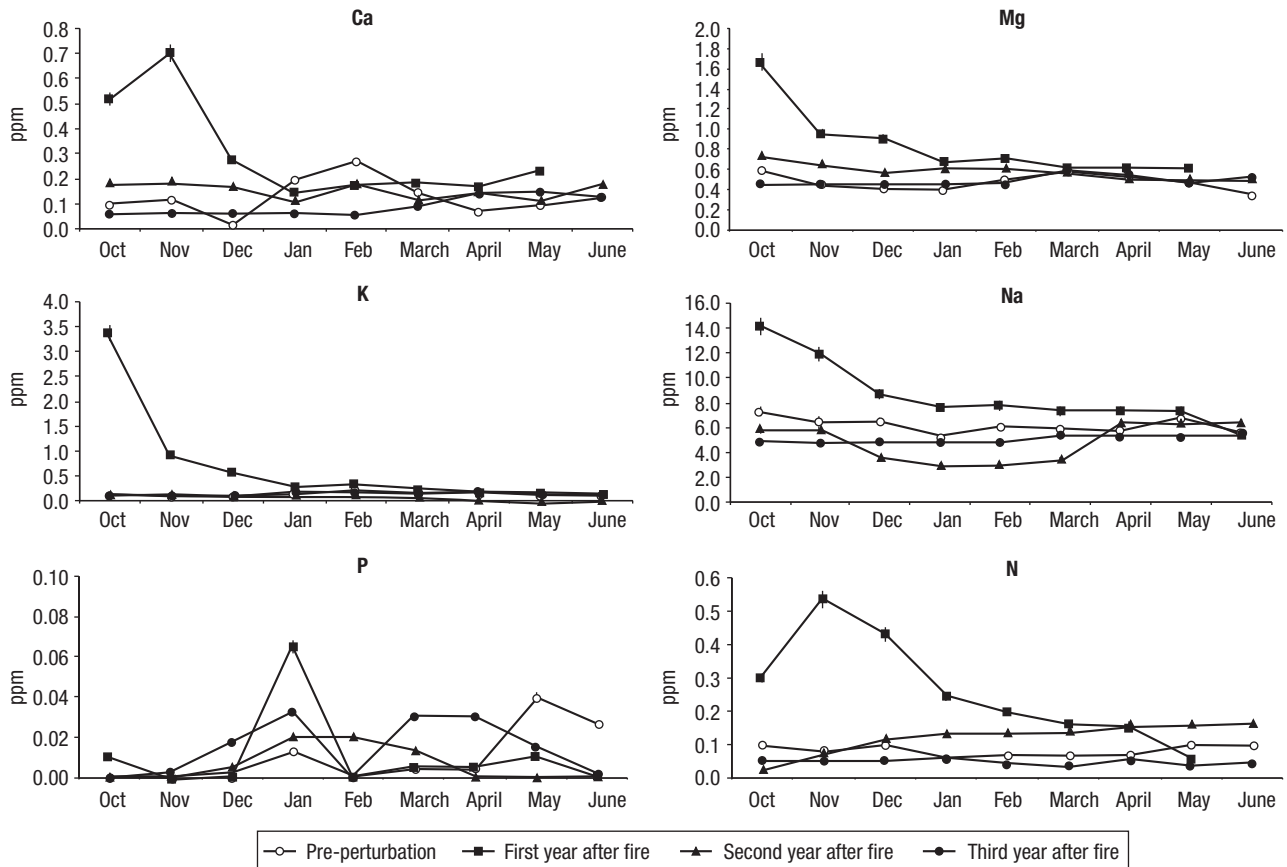 Ca
ppm
0.8
0.7
0.6
0.5
0.4
0.3
0.2
0.1
0.0
Oct Nov Dec Jan Feb March April May June
Mg
ppm
2.0
1.8
1.6
1.4
1.2
1.0
0.8
0.6
0.4
0.2
0.0
Oct Nov Dec Jan Feb March April May June
K
ppm
4.0
3.5
3.0
2.5
2.0
1.5
1.0
0.5
0.0
Oct Nov Dec Jan Feb March April May June
Na
ppm
16.0
14.0
12.0
10.0
8.0
6.0
4.0
2.0
0.0
Oct Nov Dec Jan Feb March April May June
P
ppm
0.10
0.08
0.06
0.04
0.02
0.00
Oct Nov Dec Jan Feb March April May June
N
ppm
0.6
0.5
0.4
0.3
0.2
0.1
0.0
Oct Nov Dec Jan Feb March April May June
Pre-perturbation First year after fire Second year after fire Third year after fire